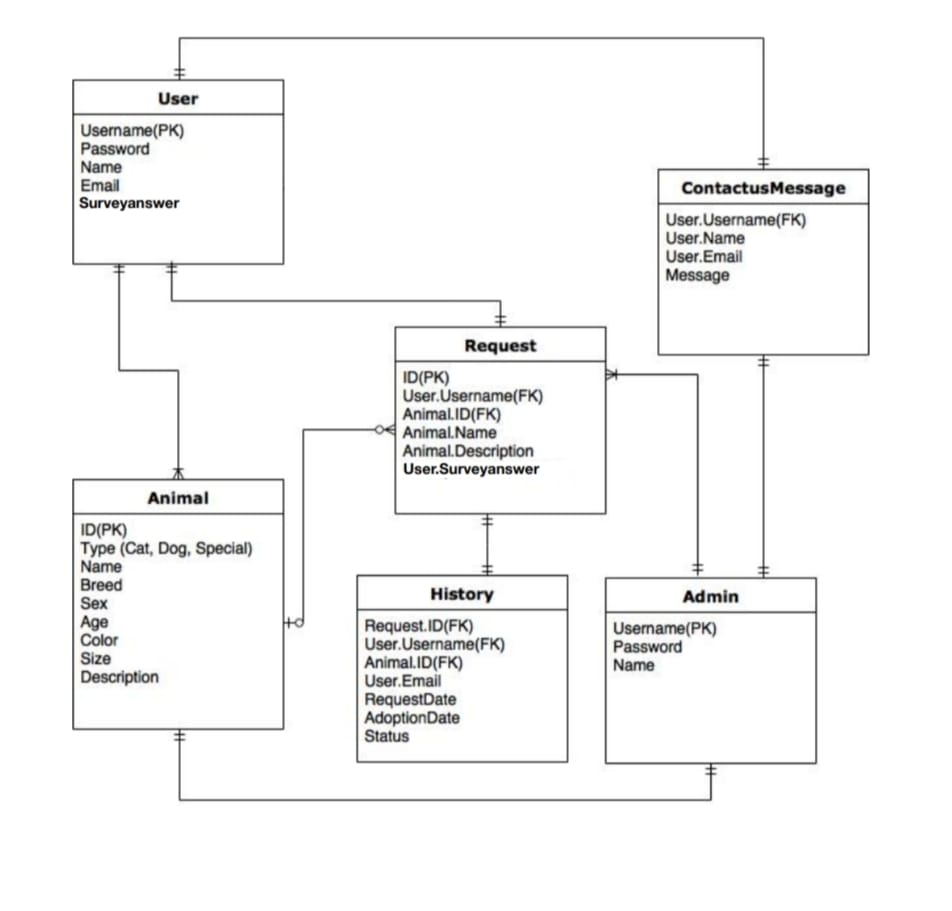 User
Username(PK)
Password
Name
Email
Surveyanswer
ContactusMessage
User.Username(FK)
User.Name
User.Email
Message
Request
ID(PK)
User.Username(FK)
Animal.ID(FK)
Animal.Name
Animal.Description
User.Surveyanswer
Animal
ID(PK)
Type (Cat, Dog, Special)
Name
Breed
Sex
Age
Color
Size
Description
History
Request.ID(FK)
User.Username(FK)
Animal.ID(FK)
User.Email
RequestDate
AdoptionDate
Status
Admin
Username(PK)
Password
Name